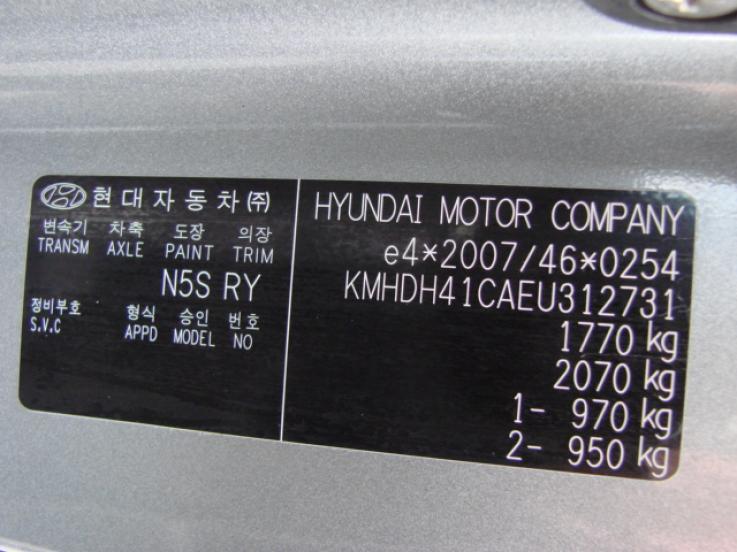 현대자동차㈜
변속기 차축 도장 의장
TRANSM AXLE PAINT TRIM
N5S RY
정비부호 형식 승인 번호
S.V.C APPD MODEL NO
HYUNDAI MOTOR COMPANY
e4*2007/46*0254
KMHDH41CAEU312731
1770 kg
2070 kg
1- 970 kg
2- 950 kg